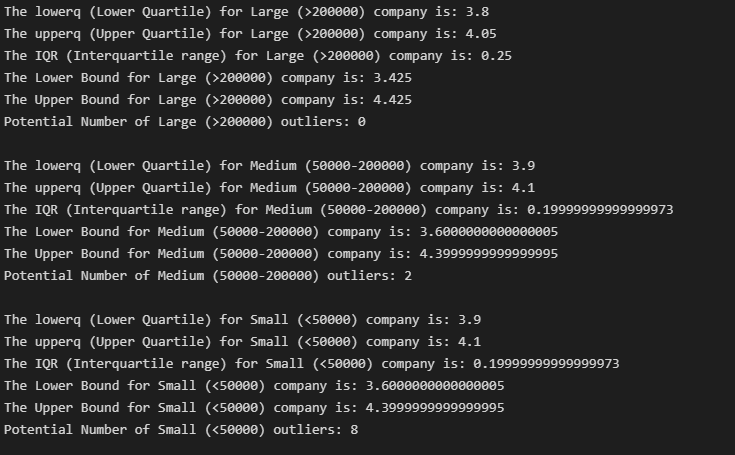 The lowerq (Lower Quartile) for Large (>200000) company is: 3.8
The upperq (Upper Quartile) for Large (>200000) company is: 4.05
The IQR (Interquartile range) for Large (>200000) company is: 0.25
The Lower Bound for Large (>200000) company is: 3.425
The Upper Bound for Large (>200000) company is: 4.425
Potential Number of Large (>200000) outliers: 0
The lowerq (Lower Quartile) for Medium (50000-200000) company is: 3.9
The upperq (Upper Quartile) for Medium (50000-200000) company is: 4.1
The IQR (Interquartile range) for Medium (50000-200000) company is: 0.19999999999999973
The Lower Bound for Medium (50000-200000) company is: 3.6000000000000005
The Upper Bound for Medium (50000-200000) company is: 4.3999999999999995
Potential Number of Medium (50000-200000) outliers: 2
The lowerq (Lower Quartile) for Small (<50000) company is: 3.9
The upperq (Upper Quartile) for Small (<50000) company is: 4.1
The IQR (Interquartile range) for Small (<50000) company is: 0.19999999999999973
The Lower Bound for Small (<50000) company is: 3.6000000000000005
The Upper Bound for Small (<50000) company is: 4.3999999999999995
Potential Number of Small (<50000) outliers: 8